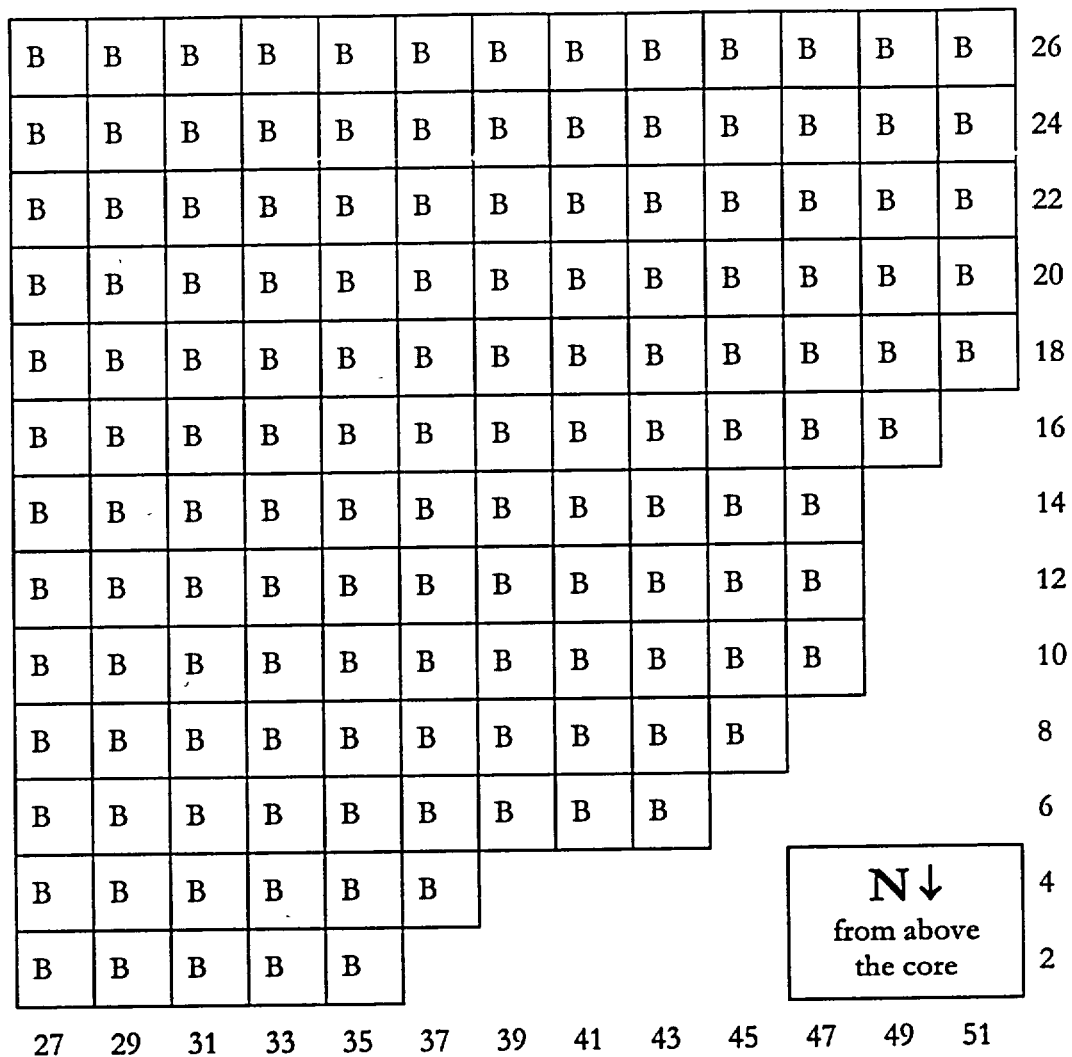 B B B B B B B B B B B B B 26
B B B B B B B B B B B B B 24
B B B B B B B B B B B B B 22
B B B B B B B B B B B B B 20
B B B B B B B B B B B B B 18
B B B B B B B B B B B B 16
B B B B B B B B B B B 14
B B B B B B B B B B B 12
B B B B B B B B B B B 10
B B B B B B B B B B 8
B B B B B B B B B 6
B B B B B B N↓ 4
from above
B B B B B the core 2
27 29 31 33 35 37 39 41 43 45 47 49 51